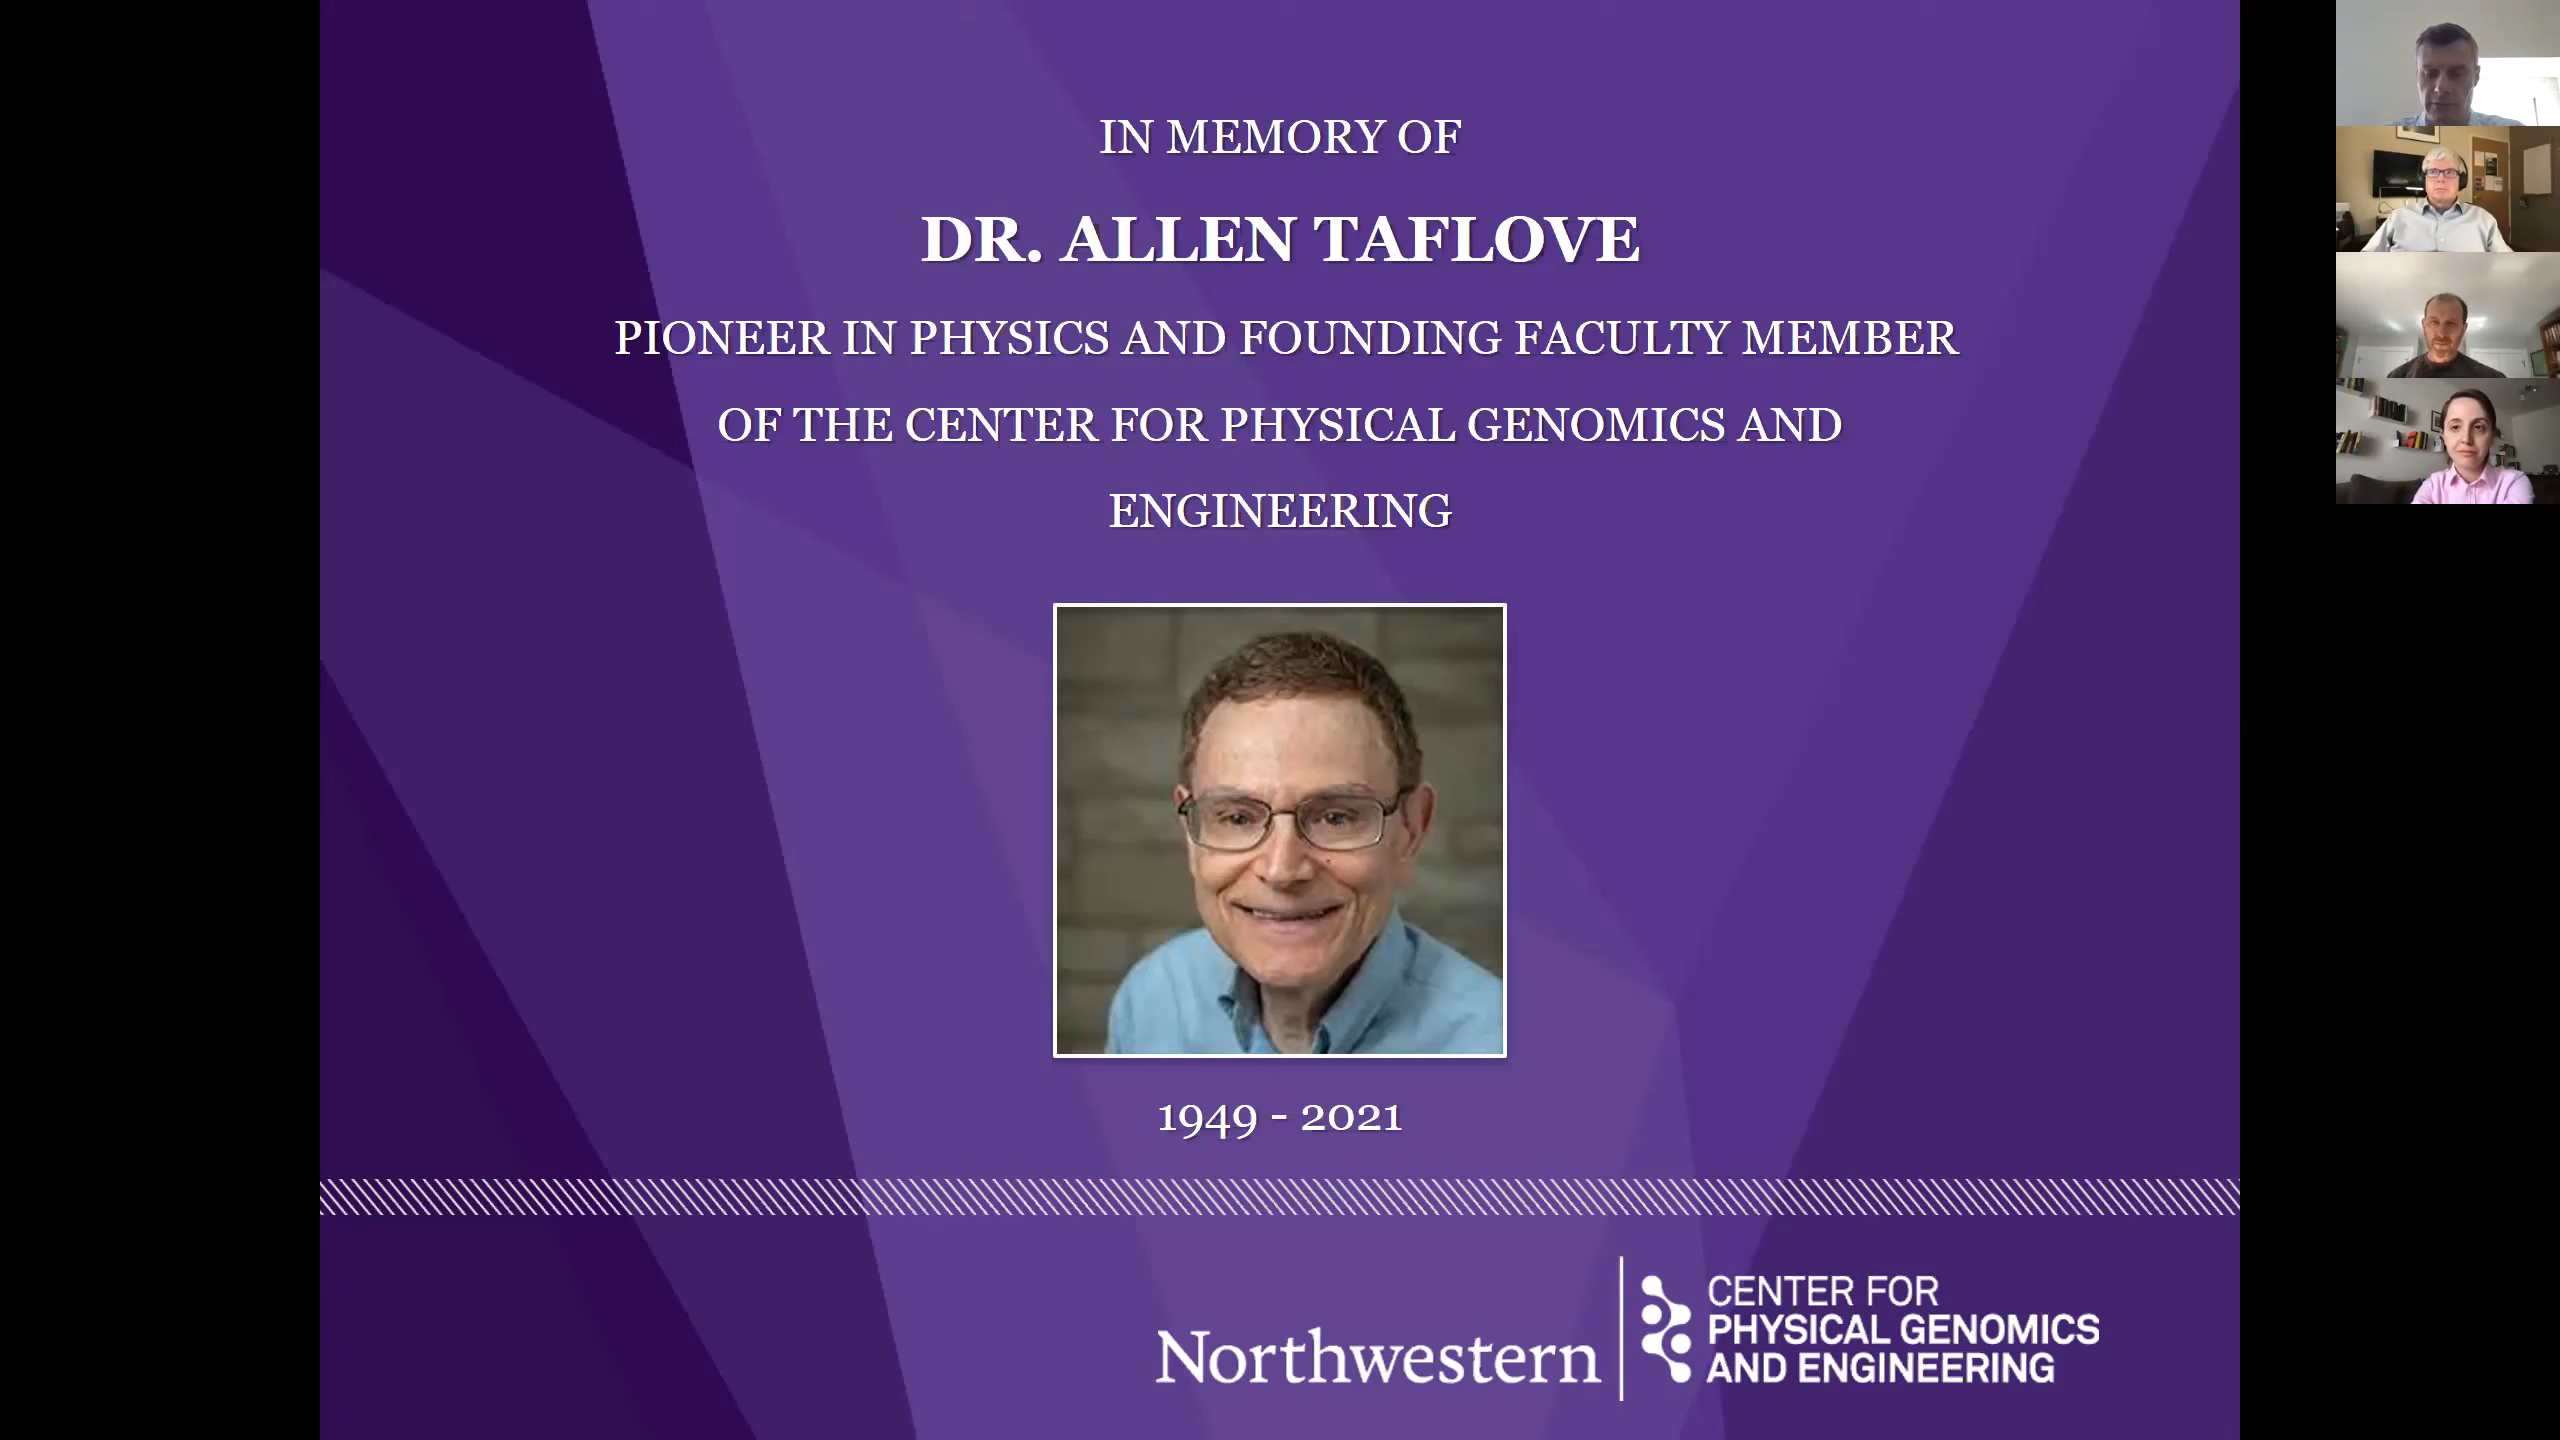 IN MEMORY OF
DR. ALLEN TAFLOVE
PIONEER IN PHYSICS AND FOUNDING FACULTY MEMBER
OF THE CENTER FOR PHYSICAL GENOMICS AND
ENGINEERING
1949 - 2021
Northwestern
CENTER FOR
PHYSICAL GENOMICS
AND ENGINEERING